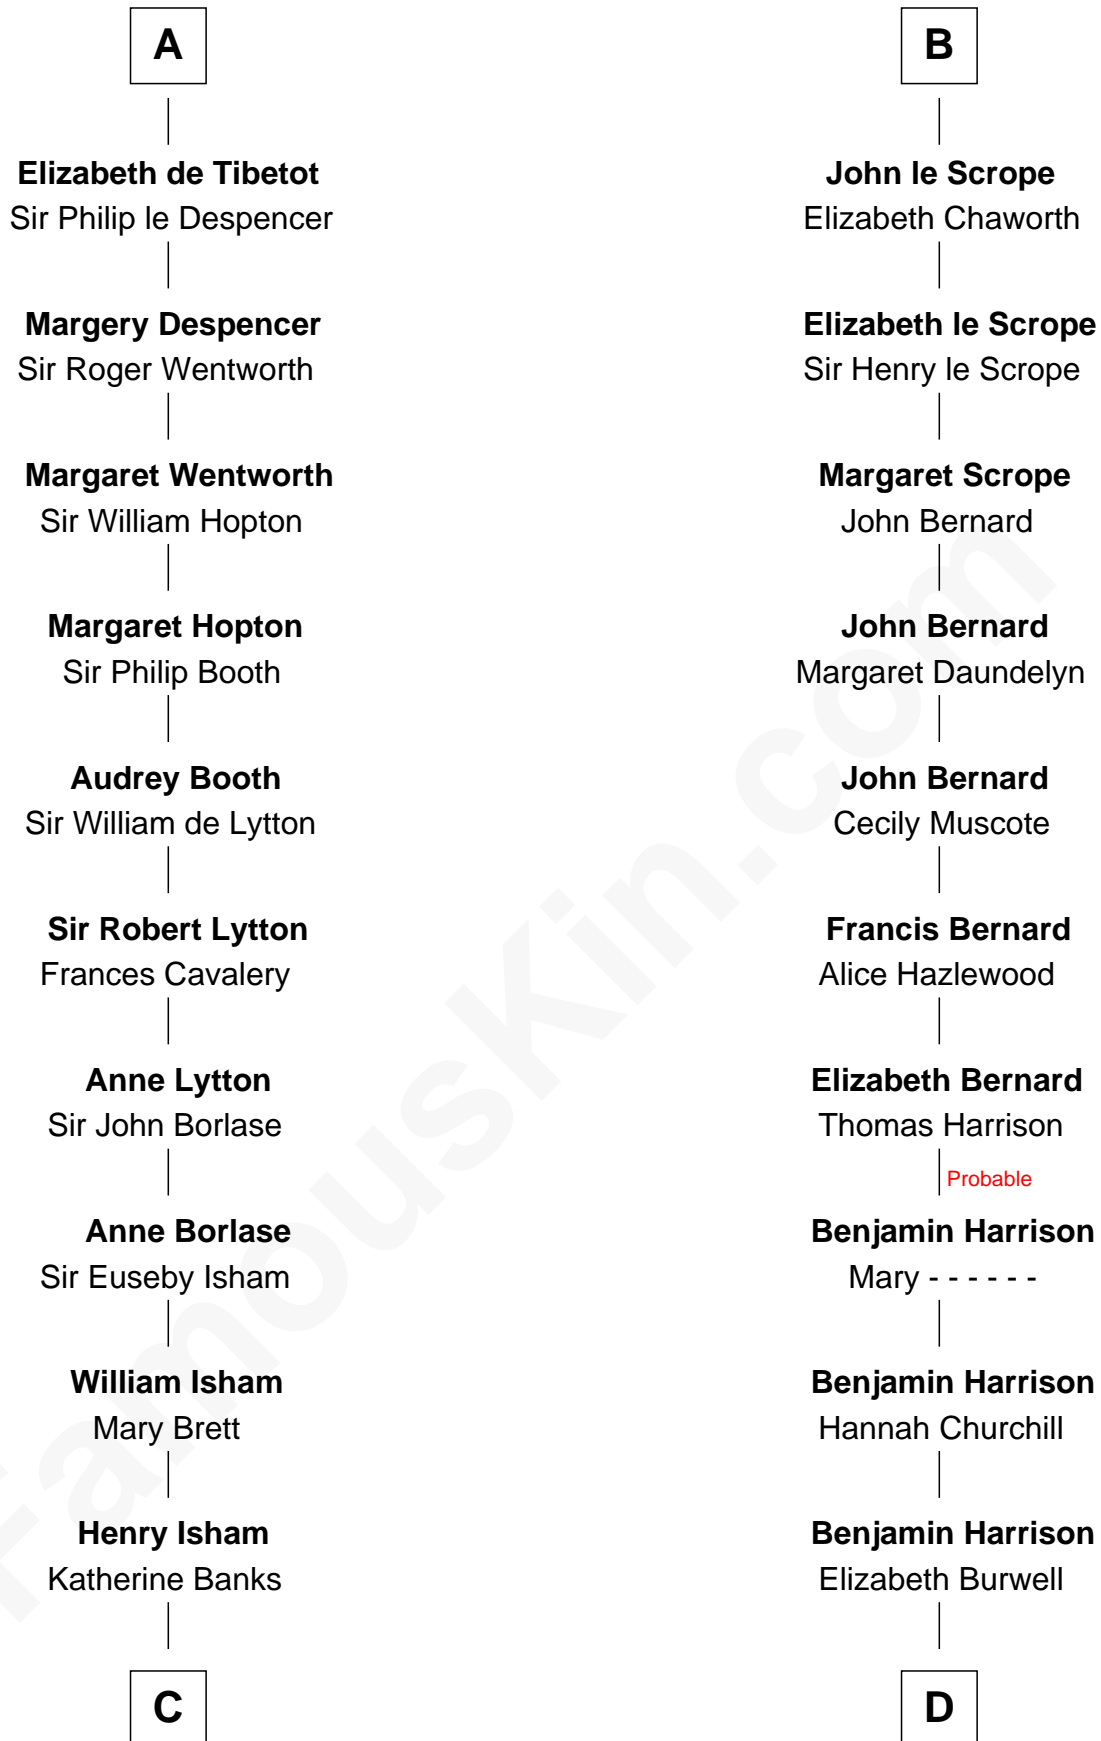 A
Elizabeth de Tibetot
Sir Philip le Despencer
Margery Despencer
Sir Roger Wentworth
Margaret Wentworth
Sir William Hopton
Margaret Hopton
Sir Philip Booth
Audrey Booth
Sir William de Lytton
Sir Robert Lytton
Frances Cavalery
Anne Lytton
Sir John Borlase
Anne Borlase
Sir Euseby Isham
William Isham
Mary Brett
Henry Isham
Katherine Banks
C
B
John le Scrope
Elizabeth Chaworth
Elizabeth le Scrope
Sir Henry le Scrope
Margaret Scrope
John Bernard
John Bernard
Margaret Daundelyn
John Bernard
Cecily Muscote
Francis Bernard
Alice Hazlewood
Elizabeth Bernard
Thomas Harrison
Probable
Benjamin Harrison
Mary - - - - - -
Benjamin Harrison
Hannah Churchill
Benjamin Harrison
Elizabeth Burwell
D
FamousKin.com